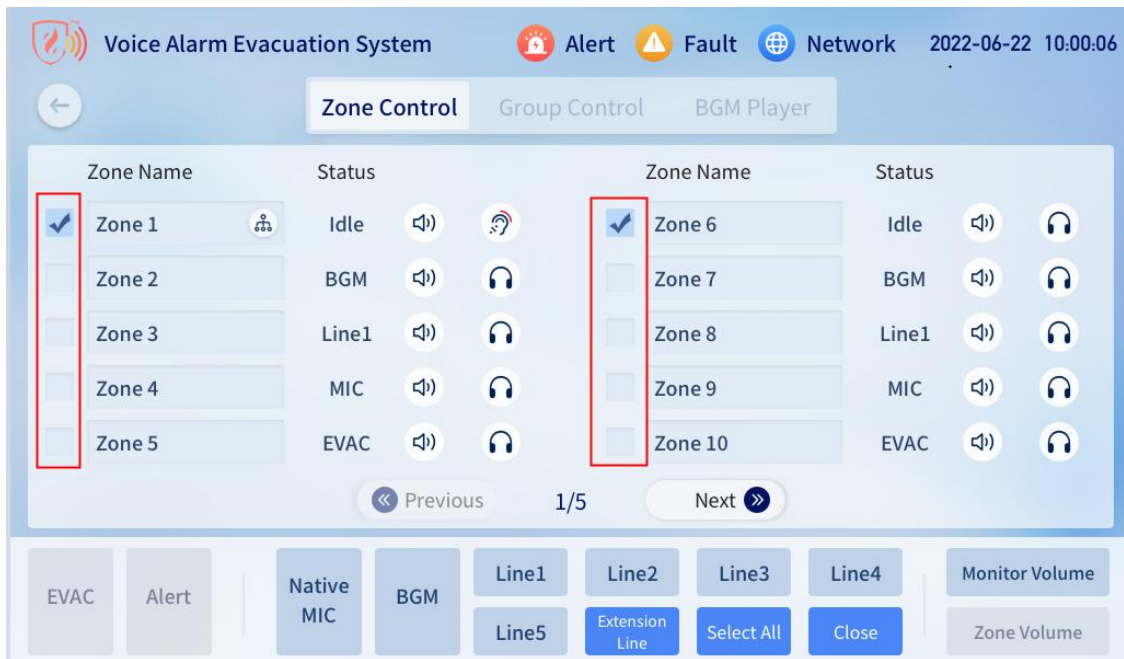 Voice Alarm Evacuation System Alert Fault Network 2022-06-22 10:00:06
Zone Control Group Control BGM Player
Zone Name Status Zone Name Status
Zone 1 Idle Zone 6 Idle
Zone 2 BGM Zone 7 BGM
Zone 3 Line1 Zone 8 Line1
Zone 4 MIC Zone 9 MIC
Zone 5 EVAC Zone 10 EVAC
Previous 1/5 Next
EVAC Alert Native MIC BGM Line1 Line2 Line3 Line4 Monitor Volume
Line5 Extension Line Select All Close Zone Volume